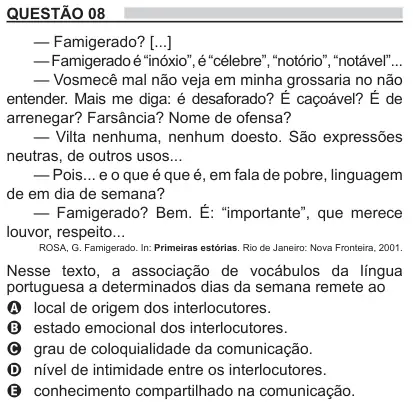 QUESTÃO 08
— Famigerado? [...]
— Famigerado é “inóxio”, é “célebre”, “notório”, “notável”...
— Vosmecê mal não veja em minha grossaria no não
entender. Mais me diga: é desaforado? É caçoável? É de
arrenegar? Farsância? Nome de ofensa?
— Vilta nenhuma, nenhum doesto. São expressões
neutras, de outros usos...
— Pois... e o que é que é, em fala de pobre, linguagem
de em dia de semana?
— Famigerado? Bem. É: “importante”, que merece
louvor, respeito...
ROSA, G. Famigerado. In: Primeiras estórias. Rio de Janeiro: Nova Fronteira, 2001.
Nesse texto, a associação de vocábulos da língua
portuguesa a determinados dias da semana remete ao
A local de origem dos interlocutores.
B estado emocional dos interlocutores.
C grau de coloquialidade da comunicação.
D nível de intimidade entre os interlocutores.
E conhecimento compartilhado na comunicação.